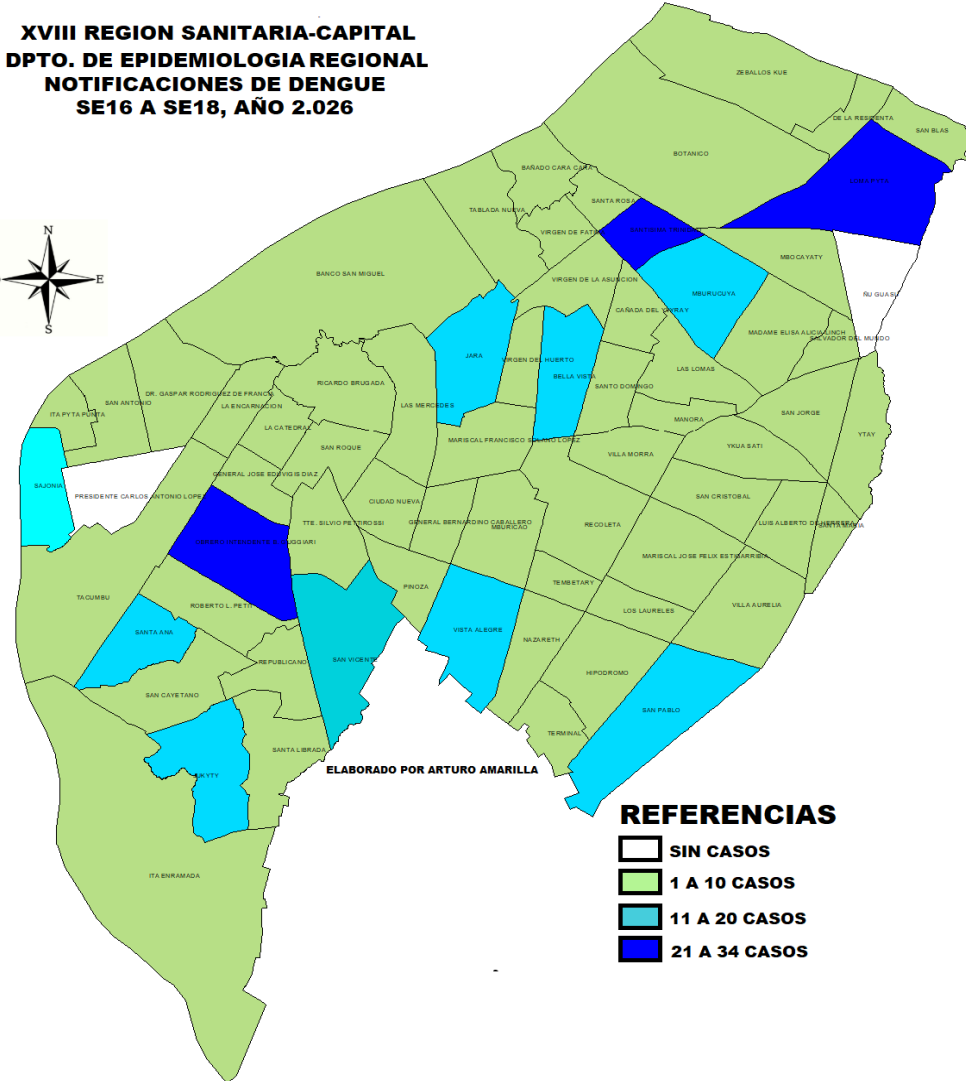 XVIII REGION SANITARIA-CAPITAL
DPTO. DE EPIDEMIOLOGIA REGIONAL
NOTIFICACIONES DE DENGUE
SE16 A SE18, AÑO 2.026
ZEBALLOS KUE
DE LA RESIDENTA
SAN BLAS
BOTANICO
BAÑADO CARA CARA
SANTA ROSA
TABLADA NUEVA
VIRGEN DE FATIMA
N
E
S
MBOCAYATY
BANCO SAN MIGUEL
VIRGEN DE LA ASUNCION
MBURUCUYA
ÑU GUASU
CAÑADA DEL YBYRAY
MADAME ELISA ALICIA LINCH
SALVADOR DEL MUNDO
JARA
VIRGEN DEL HUERTO
LAS LOMAS
BELLA VISTA
RICARDO BRUGADA
SANTO DOMINGO
DR. GASPAR RODRIGUEZ DE FRANCIA
SAN ANTONIO
LA ENCARNACION
LAS MERCEDES
ITA PYTA PUNTA
SAN JORGE
MANORA
LA CATEDRAL
YTAY
MARISCAL FRANCISCO SOLANO LOPEZ
SAN ROQUE
YKUA SATI
VILLA MORRA
GENERAL JOSE EDUVIGIS DIAZ
SAJONIA
PRESIDENTE CARLOS ANTONIO LOPEZ
SAN CRISTOBAL
CIUDAD NUEVA
TTE. SILVIO PETTIROSSI
GENERAL BERNARDINO CABALLERO
MBURICAO
RECOLETA
LUIS ALBERTO DE HERRERA
SANTA MARIA
MARISCAL JOSE FELIX ESTIGARRIBIA
TEMBETARY
PINOZA
TACUMBU
ROBERTO L. PETIT
VILLA AURELIA
LOS LAURELES
SANTA ANA
VISTA ALEGRE
NAZARETH
REPUBLICANO
SAN VICENTE
HIPODROMO
SAN CAYETANO
SAN PABLO
TERMINAL
SANTA LIBRADA
ELABORADO POR ARTURO AMARILLA
ITA ENRAMADA
REFERENCIAS
SIN CASOS
1 A 10 CASOS
11 A 20 CASOS
21 A 34 CASOS